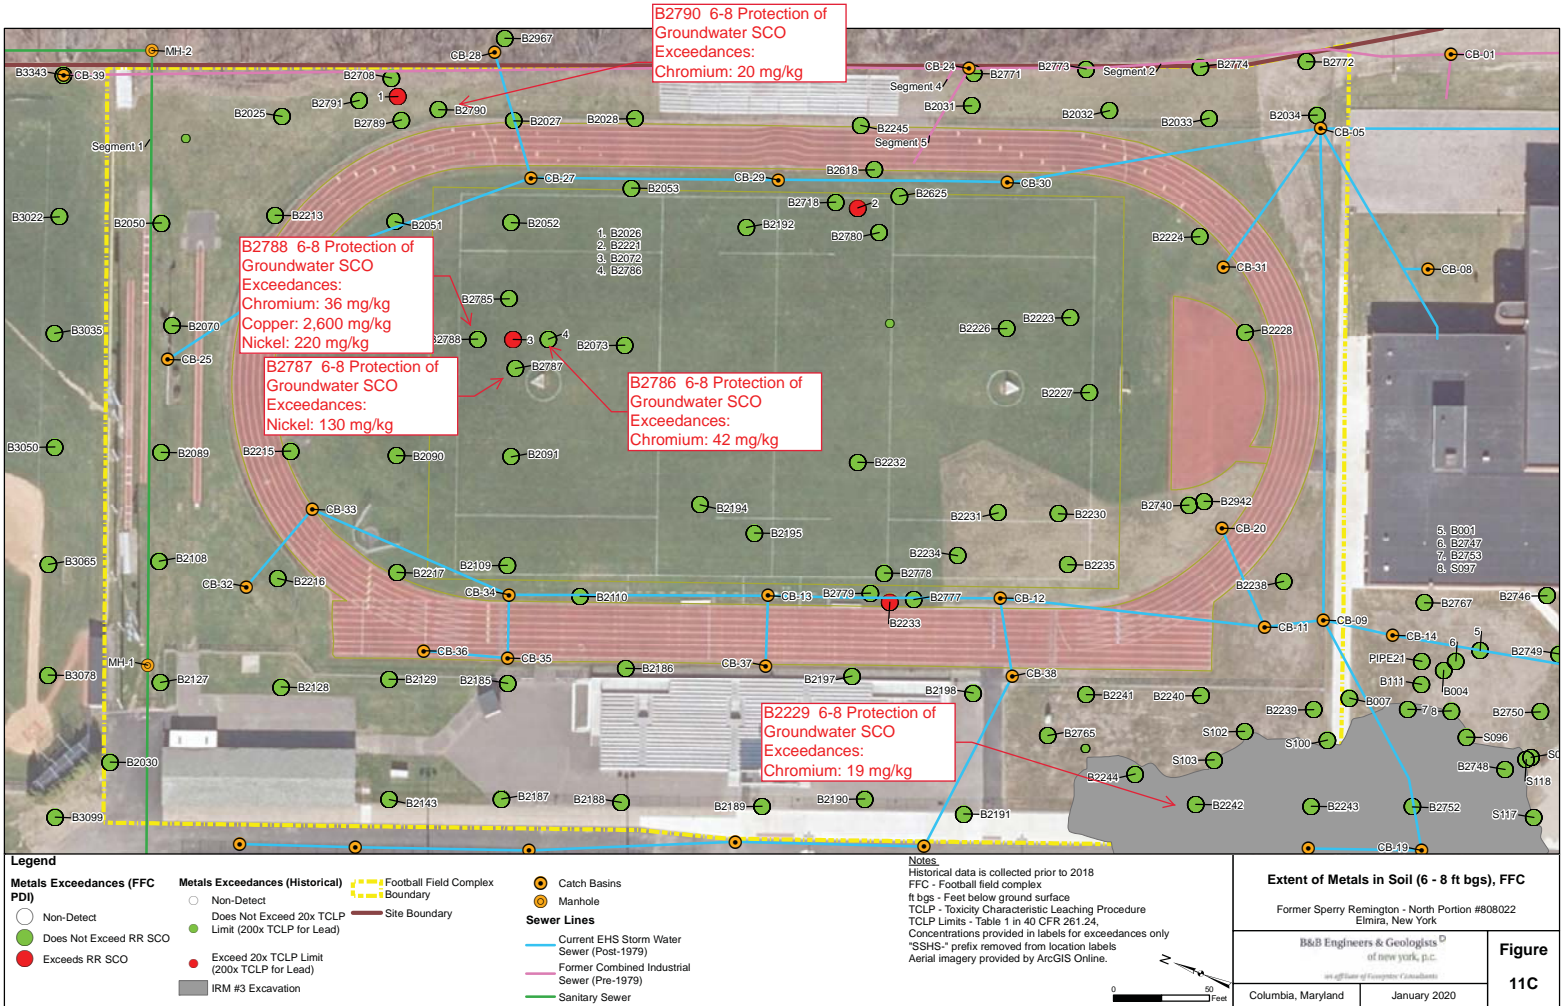 B2790 6-8 Protection of
Groundwater SCO
Exceedances:
Chromium: 20 mg/kg
MH-2
B2967
CB-28
CB-24
CB-01
B3343
CB-39
B2708
1
B2771
B2773
Segment 2
B2774
B2772
Segment 4
B2791
B2790
B2025
B2789
B2027
B2028
B2245
B2031
B2032
B2033
B2034
CB-05
Segment 1
Segment 5
B2618
CB-27
CB-29
CB-30
B2053
B2625
B2718
2
B3022
B2050
B2213
B2051
B2052
B2192
B2780
B2224
1. B2026
2. B2221
3. B2072
4. B2786
B2788 6-8 Protection of
Groundwater SCO
Exceedances:
Chromium: 36 mg/kg
Copper: 2,600 mg/kg
Nickel: 220 mg/kg
CB-31
CB-08
B2785
B3035
B2070
B2788
3
4
B2073
B2226
B2223
B2228
CB-25
B2787 6-8 Protection of
Groundwater SCO
Exceedances:
Nickel: 130 mg/kg
B2787
B2786 6-8 Protection of
Groundwater SCO
Exceedances:
Chromium: 42 mg/kg
B2227
B3050
B2089
B2215
B2090
B2091
B2232
B2194
B2195
B2231
B2230
B2740
B2942
CB-33
CB-20
5. B001
6. B2747
7. B2753
8. S097
B3065
B2108
CB-32
B2216
B2217
B2109
CB-34
B2110
CB-13
B2779
B2778
B2234
B2777
B2233
CB-12
B2235
B2238
CB-11
CB-09
CB-14
B2767
B2746
5
6
B2749
MH-1
CB-36
CB-35
CB-37
CB-38
PIPE21
B111
B004
B3078
B2127
B2128
B2129
B2185
B2186
B2197
B2198
B2241
B2240
B2239
B007
7
8
B2750
B2229 6-8 Protection of
Groundwater SCO
Exceedances:
Chromium: 19 mg/kg
B2765
S102
S100
S096
S103
B2748
S118
B2030
B2244
B2242
B2243
B2752
S117
B3099
B2143
B2187
B2188
B2189
B2190
B2191
CB-19
Legend
Metals Exceedances (FFC
PDI)
Non-Detect
Does Not Exceed RR SCO
Exceeds RR SCO
Metals Exceedances (Historical)
Non-Detect
Does Not Exceed 20x TCLP
Limit (200x TCLP for Lead)
Exceed 20x TCLP Limit
(200x TCLP for Lead)
IRM #3 Excavation
Football Field Complex
Boundary
Site Boundary
Catch Basins
Manhole
Sewer Lines
Current EHS Storm Water
Sewer (Post-1979)
Former Combined Industrial
Sewer (Pre-1979)
Sanitary Sewer
Notes
Historical data is collected prior to 2018
FFC - Football field complex
ft bgs - Feet below ground surface
TCLP - Toxicity Characteristic Leaching Procedure
TCLP Limits - Table 1 in 40 CFR 261.24,
Concentrations provided in labels for exceedances only
"SSHS-" prefix removed from location labels
Aerial imagery provided by ArcGIS Online.
N
0 50
Feet
Extent of Metals in Soil (6 - 8 ft bgs), FFC
Former Sperry Remington - North Portion #808022
Elmira, New York
B&B Engineers & Geologists
of new york, p.c.
an affiliate of Geosyntec Consultants
Figure
11C
Columbia, Maryland
January 2020